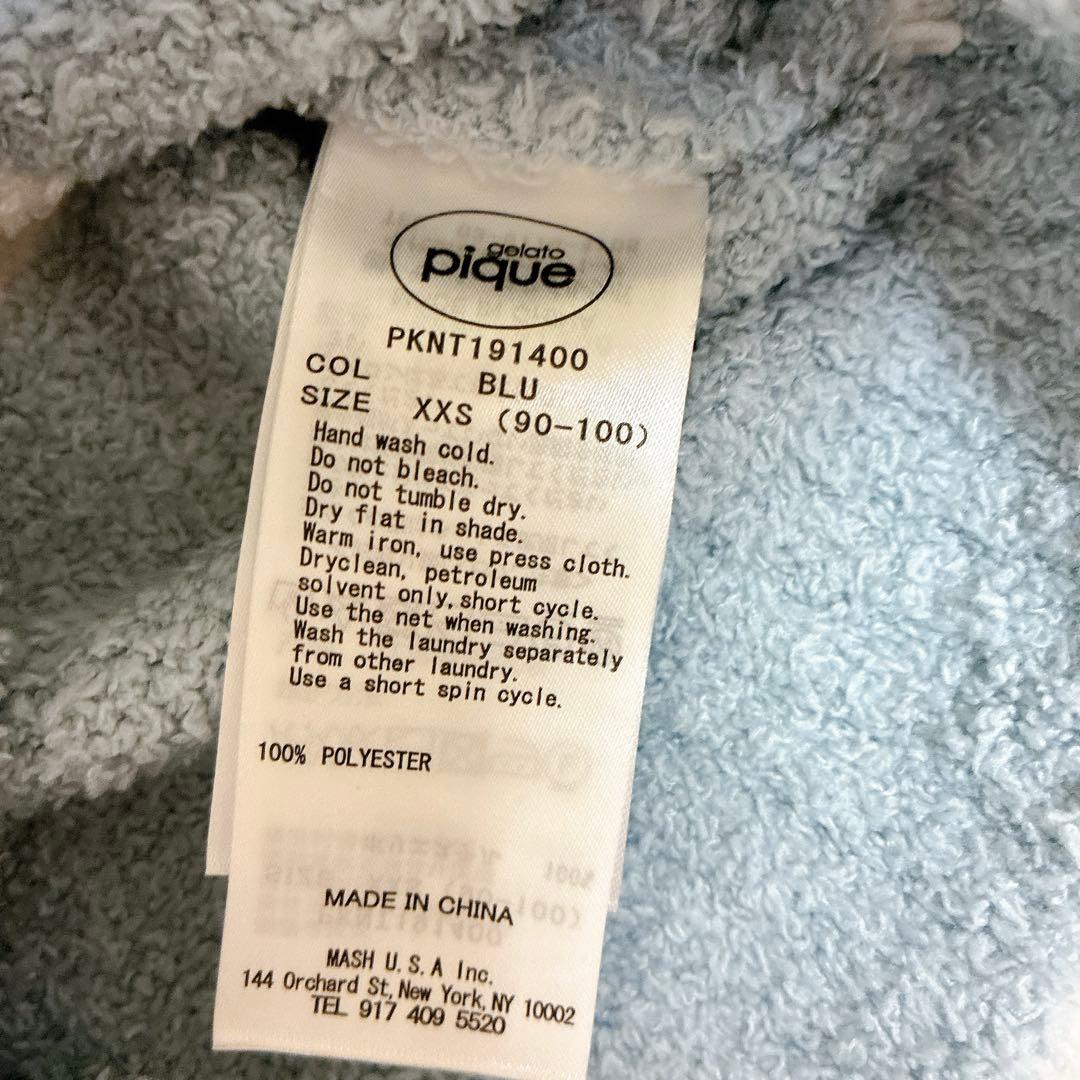 gelato
pique
PKNT191400
COL BLU
SIZE XXS (90-100)
Hand wash cold.
Do not bleach.
Do not tumble dry.
Dry flat in shade.
Warm iron, use press cloth.
Dryclean, petroleum
solvent only,short cycle.
Use the net when washing.
Wash the laundry separately
from other laundry.
Use a short spin cycle.
100% POLYESTER
MADE IN CHINA
MASH U.S.A Inc.
144 Orchard St,New York,NY 10002
TEL 917 409 5520